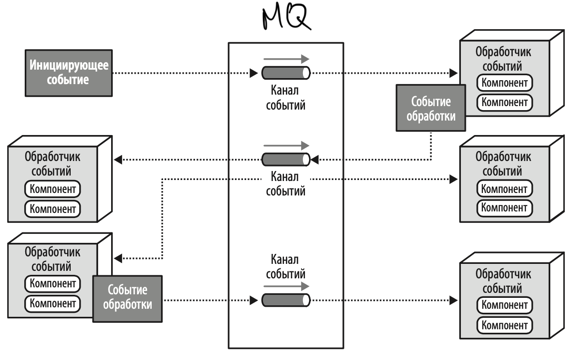 MQ
Инициирующее
событие
Канал
событий
Обработчик
событий
Компонент
Компонент
Событие
обработки
Обработчик
событий
Компонент
Компонент
Канал
событий
Обработчик
событий
Компонент
Компонент
Обработчик
событий
Компонент
Компонент
Событие
обработки
Канал
событий
Обработчик
событий
Компонент
Компонент